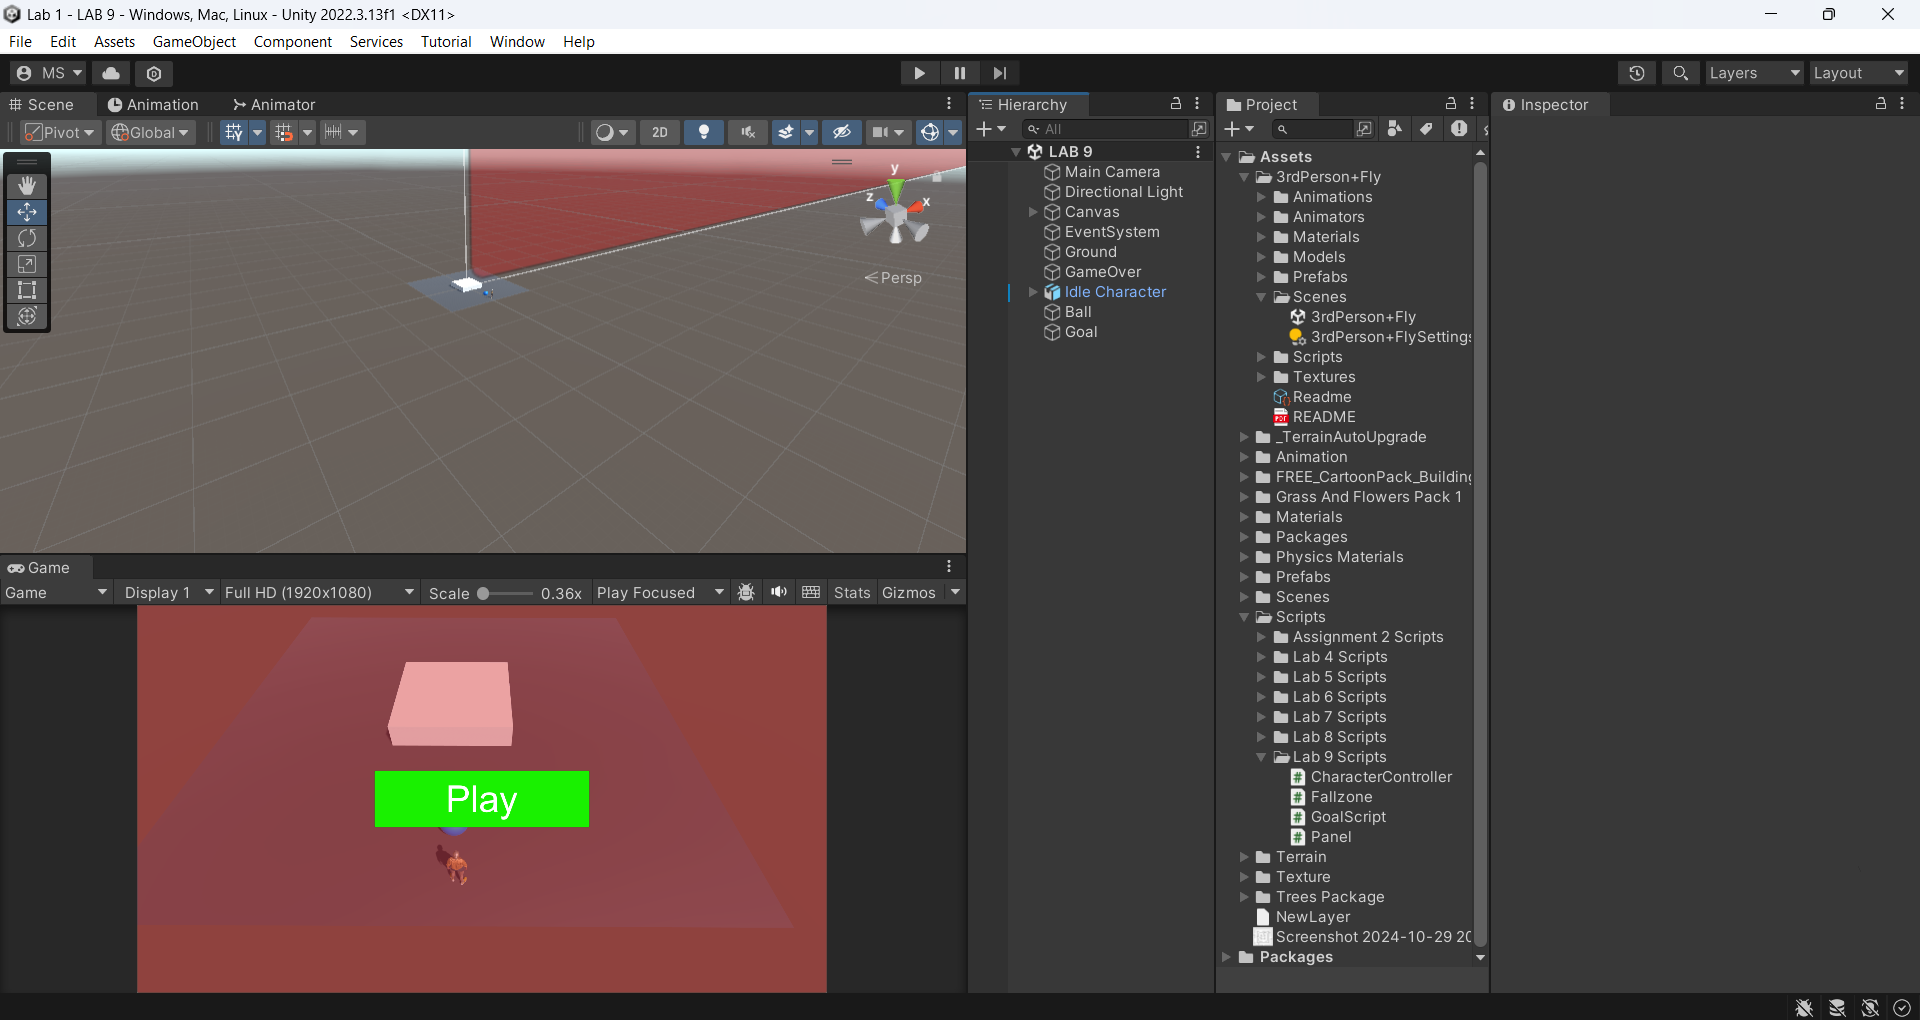 Lab 1 - LAB 9 - Windows, Mac, Linux - Unity 2022.3.13f1 <DX11>
File Edit Assets GameObject Component Services Tutorial Window Help
MS
Layers
Layout
Scene
Animation
Animator
Pivot
Global
2D
y
z
x
Persp
Hierarchy
All
LAB 9
Main Camera
Directional Light
Canvas
EventSystem
Ground
GameOver
Idle Character
Ball
Goal
Project
Assets
3rdPerson+Fly
Animations
Animators
Materials
Models
Prefabs
Scenes
3rdPerson+Fly
3rdPerson+FlySettings
Scripts
Textures
Readme
README
_TerrainAutoUpgrade
Animation
FREE_CartoonPack_Building
Grass And Flowers Pack 1
Materials
Packages
Physics Materials
Prefabs
Scenes
Scripts
Assignment 2 Scripts
Lab 4 Scripts
Lab 5 Scripts
Lab 6 Scripts
Lab 7 Scripts
Lab 8 Scripts
Lab 9 Scripts
CharacterController
Fallzone
GoalScript
Panel
Terrain
Texture
Trees Package
NewLayer
Screenshot 2024-10-29 20
Packages
Inspector
Game
Game Display 1 Full HD (1920x1080) Scale 0.36x Play Focused Stats Gizmos
Play